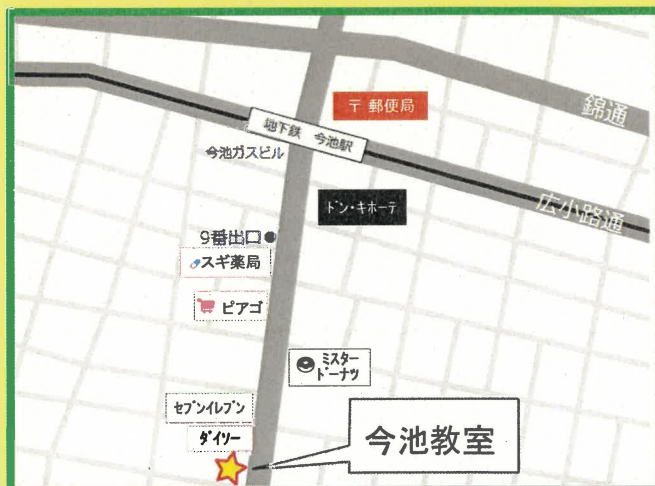 錦通
〒 郵便局
地下鉄 今池駅
今池ガスビル
広小路通
ドン・キホーテ
9番出口
スギ薬局
ピアゴ
ミスター
ドーナツ
セブンイレブン
ダイソー
今池教室